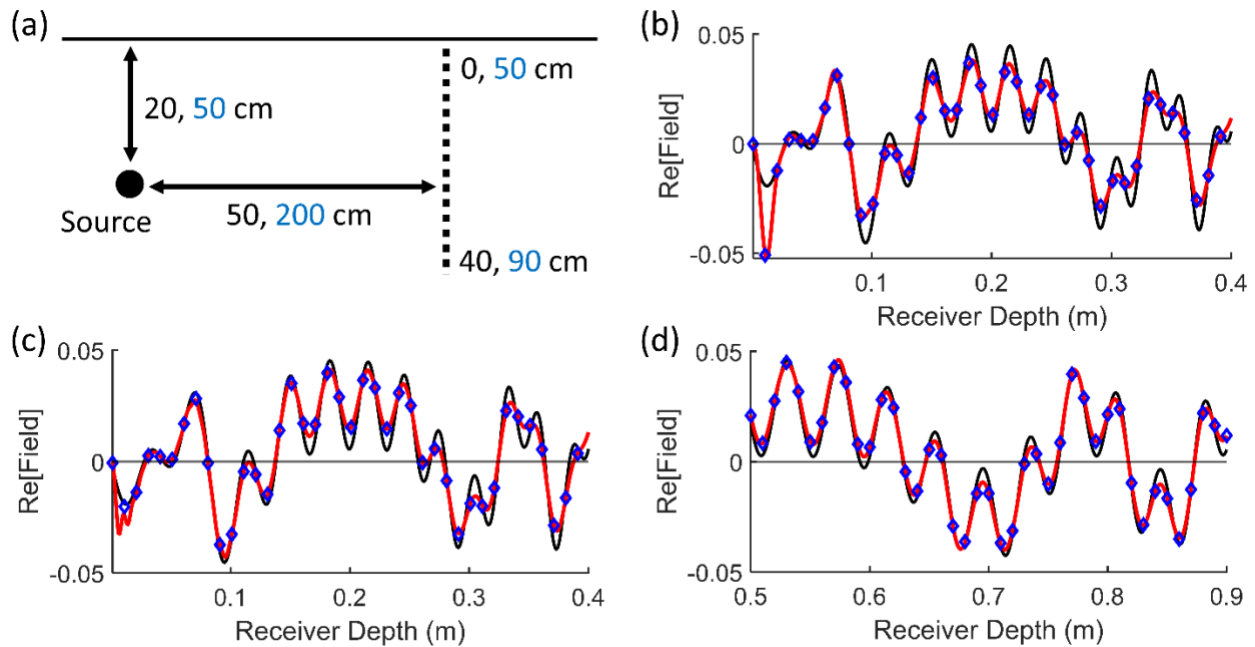 (a)
0, 50 cm
20, 50 cm
50, 200 cm
Source
40, 90 cm
(b)
0.05
0
-0.05
Re[Field]
0.1
0.2
0.3
0.4
Receiver Depth (m)
(c)
0.05
0
-0.05
Re[Field]
0.1
0.2
0.3
0.4
Receiver Depth (m)
(d)
0.05
0
-0.05
Re[Field]
0.5
0.6
0.7
0.8
0.9
Receiver Depth (m)